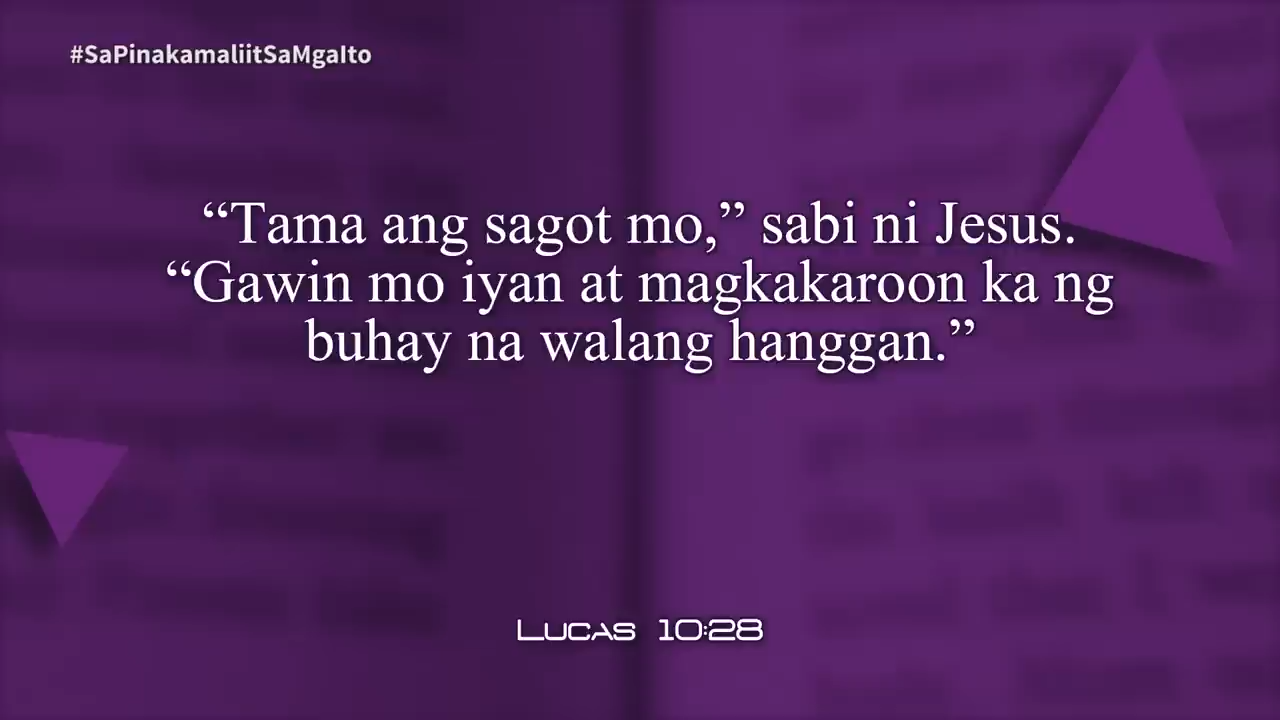 #SaPinakamaliitSaMgaIto
“Tama ang sagot mo,” sabi ni Jesus.
“Gawin mo iyan at magkakaroon ka ng
buhay na walang hanggan.”
Lucas 10:28